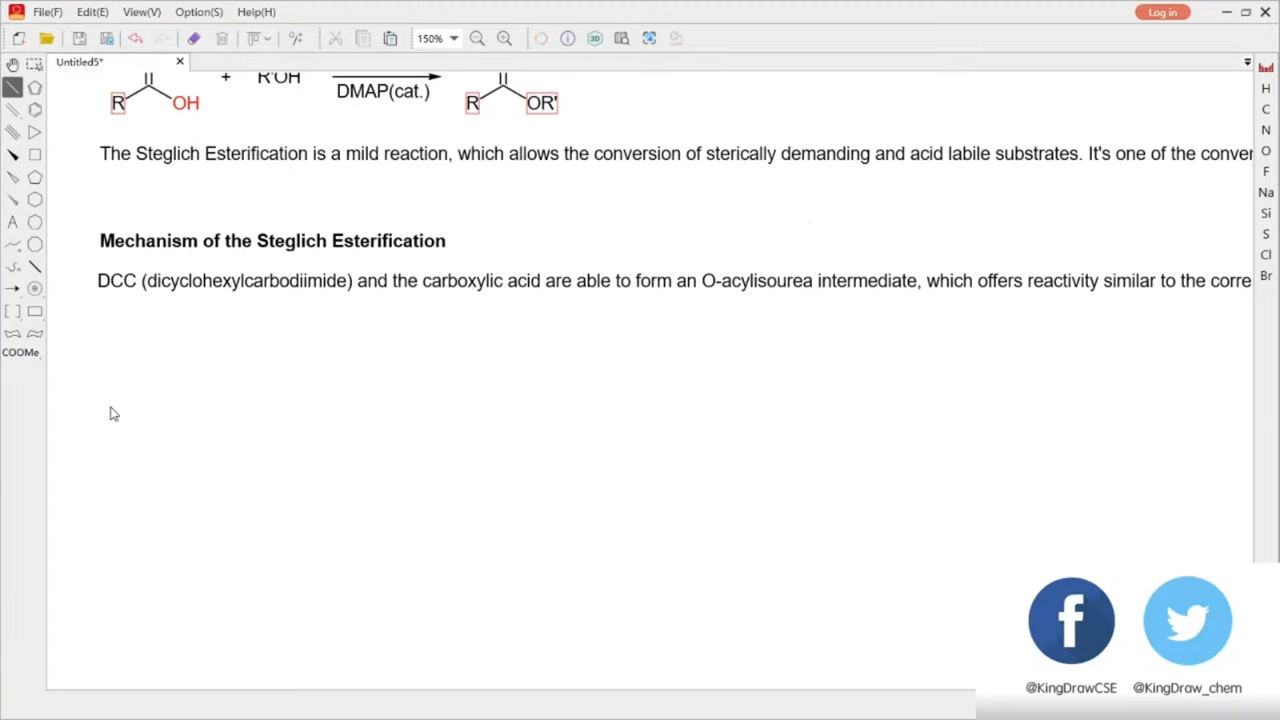 File(F) Edit(E) View(V) Option(S) Help(H) Log in
150%
Untitled5*
+ R'OH
DMAP(cat.)
R OH R OR'
The Steglich Esterification is a mild reaction, which allows the conversion of sterically demanding and acid labile substrates. It's one of the conver
Mechanism of the Steglich Esterification
DCC (dicyclohexylcarbodiimide) and the carboxylic acid are able to form an O-acylisourea intermediate, which offers reactivity similar to the corre
A
COOMe
H
C
N
O
F
Na
Si
S
Cl
Br
3D
f
@KingDrawCSE @KingDraw_chem